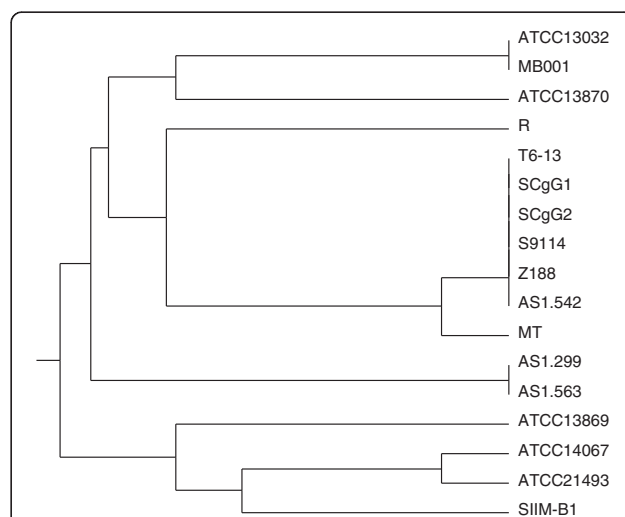 ATCC13032
MB001
ATCC13870
R
T6-13
SCgG1
SCgG2
S9114
Z188
AS1.542
MT
AS1.299
AS1.563
ATCC13869
ATCC14067
ATCC21493
SIIM-B1